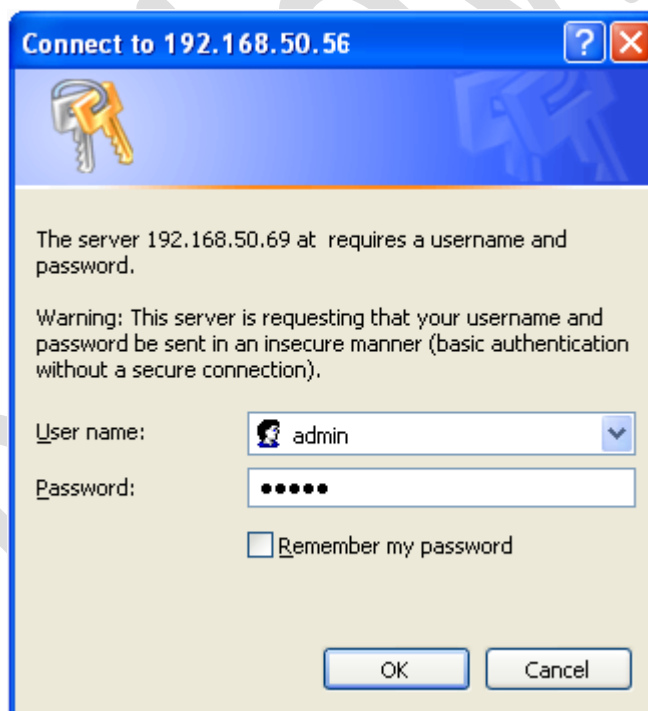 Connect to 192.168.50.56
The server 192.168.50.69 at  requires a username and
password.
Warning: This server is requesting that your username and
password be sent in an insecure manner (basic authentication
without a secure connection).
User name:
admin
Password:
•••••
Remember my password
OK
Cancel